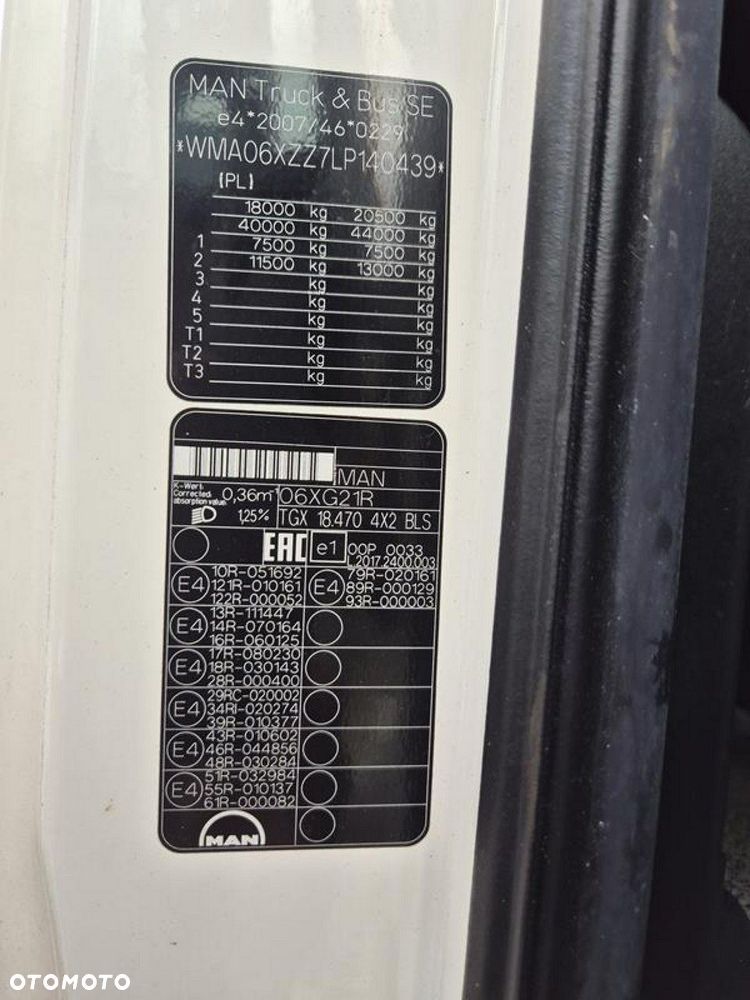 MAN Truck & Bus SE
e4*2007/46*0229
*WMA06XZZ7LP140439*
(PL)
18000 kg 20500 kg
40000 kg 44000 kg
1 7500 kg 7500 kg
2 11500 kg 13000 kg
3 kg kg
4 kg kg
5 kg kg
T1 kg kg
T2 kg kg
T3 kg kg
MAN
K-Wert:
Corrected
absorption value:
0,36m⁻¹
06XG21R
1,25%
TGX 18.470 4X2 BLS
EAC e1 00P 0033
L.2017.2400.003
E4
10R-051692
121R-010161
122R-000052
E4
79R-020161
89R-000129
93R-000003
E4
13R-111447
14R-070164
16R-060125
E4
17R-080230
18R-030143
28R-000400
E4
29RC-020002
34RI-020274
39R-010377
E4
43R-010602
46R-044856
48R-030284
E4
51R-032984
55R-010137
61R-000082
MAN
OTOMOTO